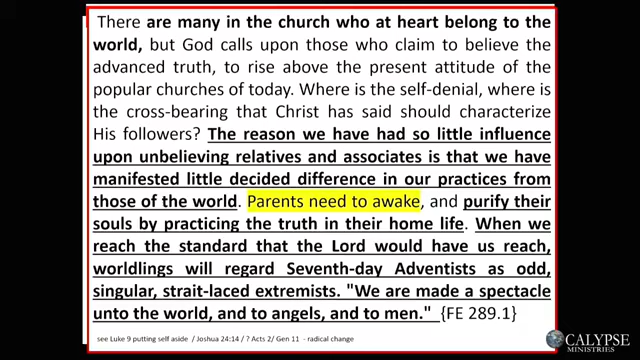 There are many in the church who at heart belong to the
world, but God calls upon those who claim to believe the
advanced truth, to rise above the present attitude of the
popular churches of today. Where is the self-denial, where is
the cross-bearing that Christ has said should characterize
His followers? The reason we have had so little influence
upon unbelieving relatives and associates is that we have
manifested little decided difference in our practices from
those of the world. Parents need to awake, and purify their
souls by practicing the truth in their home life. When we
reach the standard that the Lord would have us reach,
worldlings will regard Seventh-day Adventists as odd,
singular, strait-laced extremists. "We are made a spectacle
unto the world, and to angels, and to men." {FE 289.1}
see Luke 9 putting self aside / Joshua 24:14 / ? Acts 2/ Gen 11 - radical change
CALYPSE
MINISTRIES